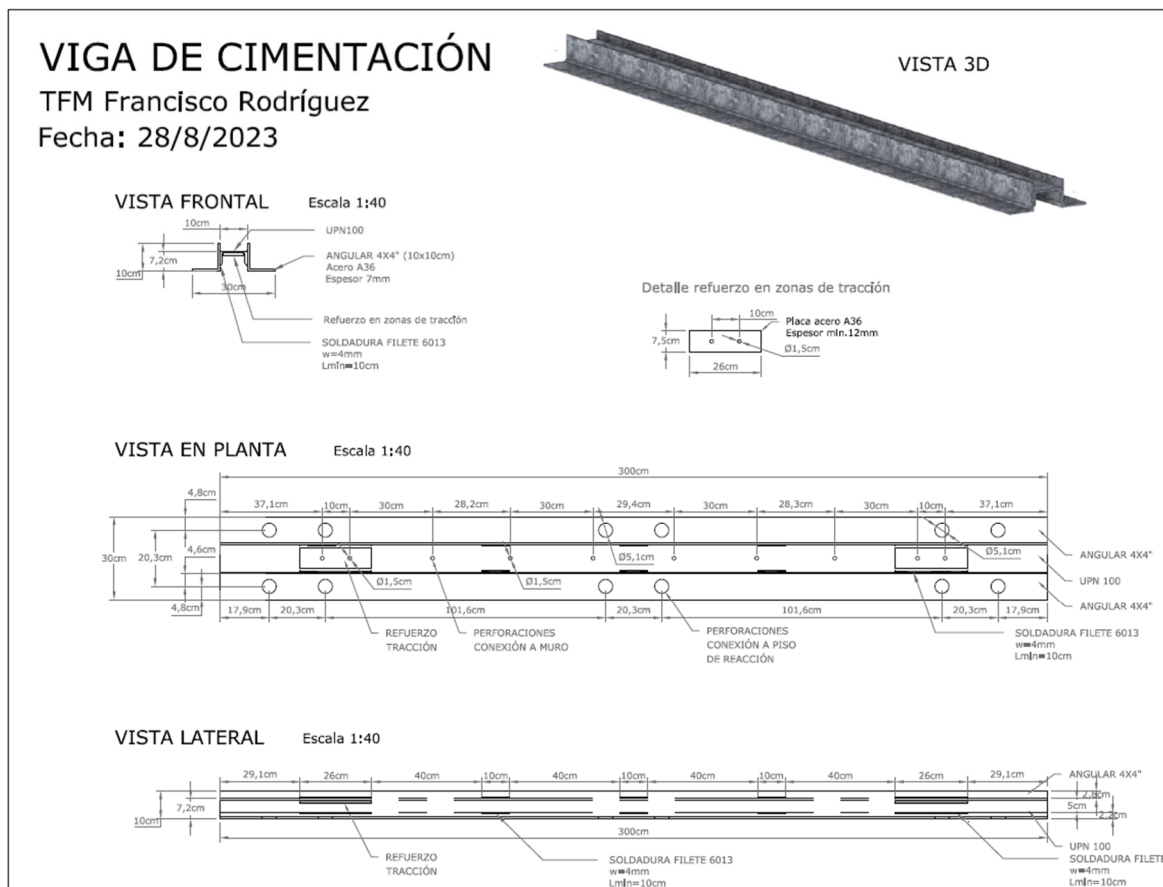 VIGA DE CIMENTACIÓN
TFM Francisco Rodríguez
Fecha: 28/8/2023
VISTA 3D
VISTA FRONTAL Escala 1:40
10cm
UPN100
7,2cm
10cm
ANGULAR 4X4" (10x10cm)
Acero A36
Espesor 7mm
30cm
Refuerzo en zonas de tracción
SOLDADURA FILETE 6013
w=4mm
Lmin=10cm
Detalle refuerzo en zonas de tracción
10cm
Placa acero A36
Espesor min.12mm
7,5cm
Ø1,5cm
26cm
VISTA EN PLANTA Escala 1:40
300cm
4,8cm
37,1cm 10cm 30cm 28,2cm 30cm 29,4cm 30cm 28,3cm 30cm 10cm 37,1cm
30cm 20,3cm 4,6cm
Ø5,1cm Ø5,1cm
ANGULAR 4X4"
Ø1,5cm Ø1,5cm
UPN 100
4,8cm
ANGULAR 4X4"
17,9cm 20,3cm 101,6cm 20,3cm 101,6cm 20,3cm 17,9cm
REFUERZO
TRACCIÓN
PERFORACIONES
CONEXIÓN A MURO
PERFORACIONES
CONEXIÓN A PISO
DE REACCIÓN
SOLDADURA FILETE 6013
w=4mm
Lmin=10cm
VISTA LATERAL Escala 1:40
29,1cm 26cm 40cm 10cm 40cm 10cm 40cm 10cm 40cm 26cm 29,1cm
ANGULAR 4X4"
2,8cm
7,2cm
5cm
10cm
2,2cm
300cm
UPN 100
REFUERZO
TRACCIÓN
SOLDADURA FILETE 6013
w=4mm
Lmin=10cm
SOLDADURA FILETE
w=4mm
Lmin=10cm